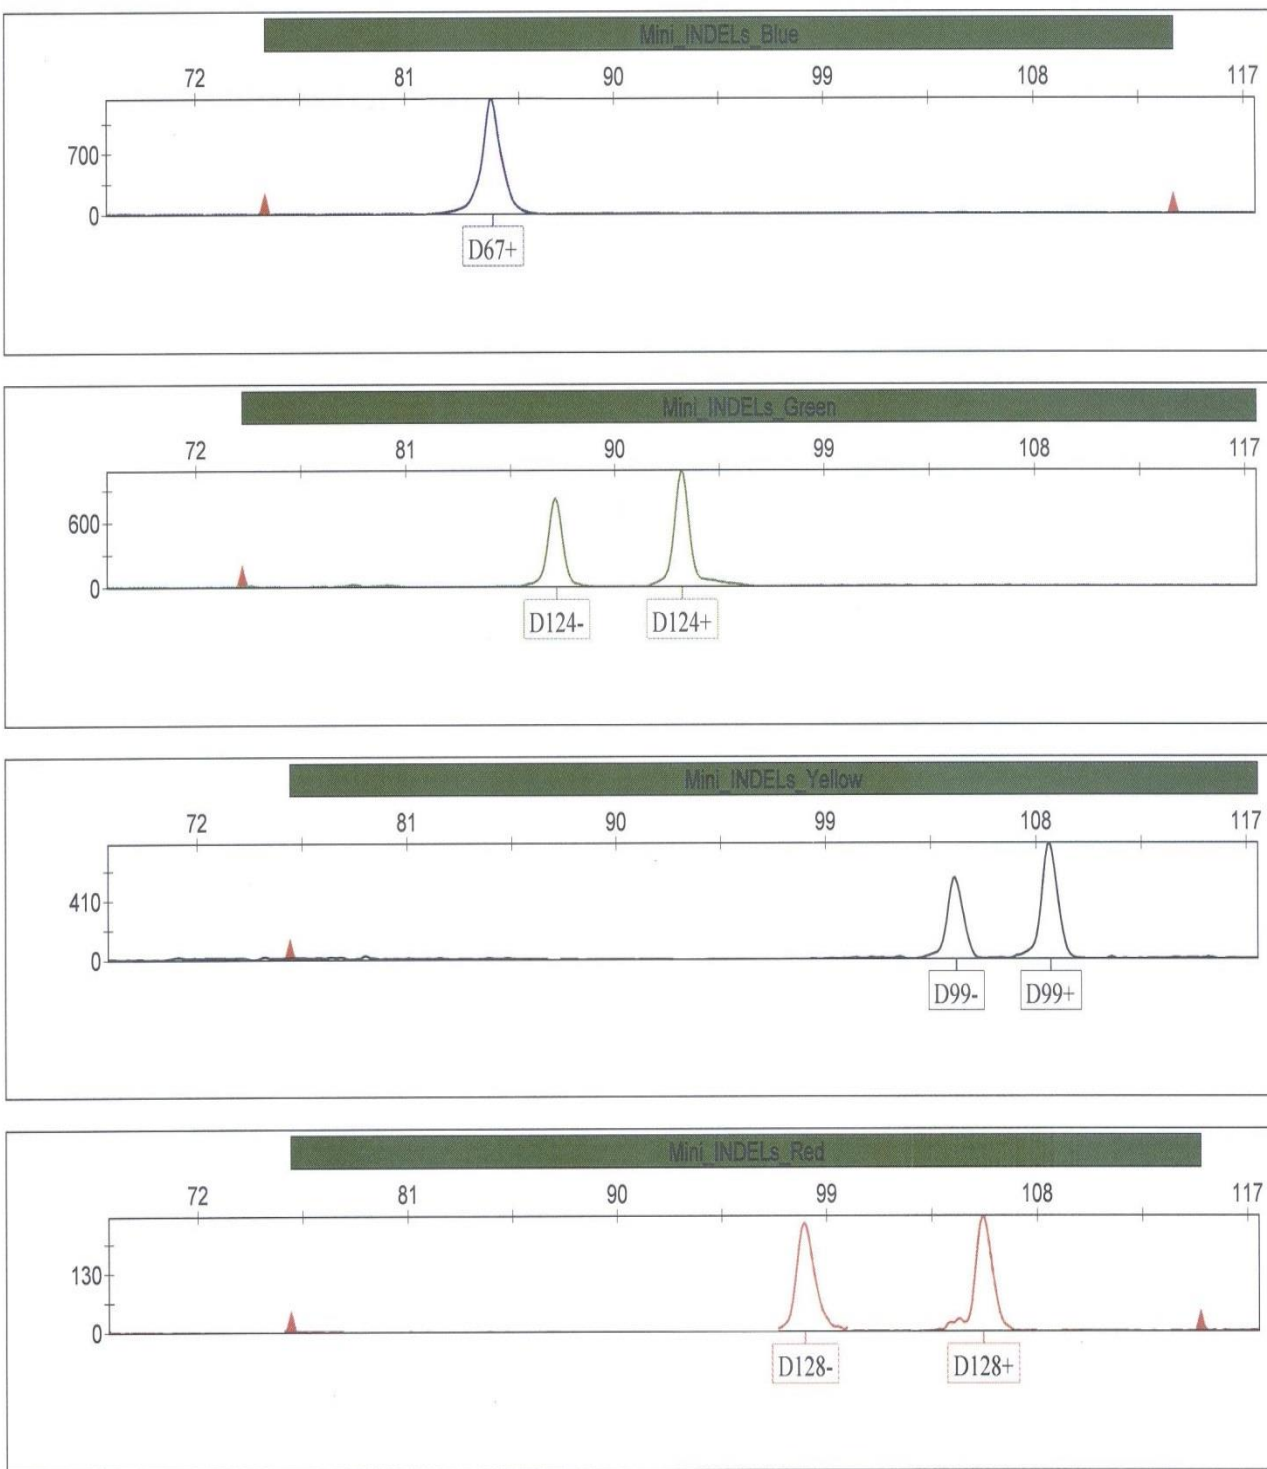 Mini_INDELs_Blue
72 81 90 99 108 117
700
0
D67+
Mini_INDELs_Green
72 81 90 99 108 117
600
0
D124- D124+
Mini_INDELs_Yellow
72 81 90 99 108 117
410
0
D99- D99+
Mini_INDELs_Red
72 81 90 99 108 117
130
0
D128- D128+